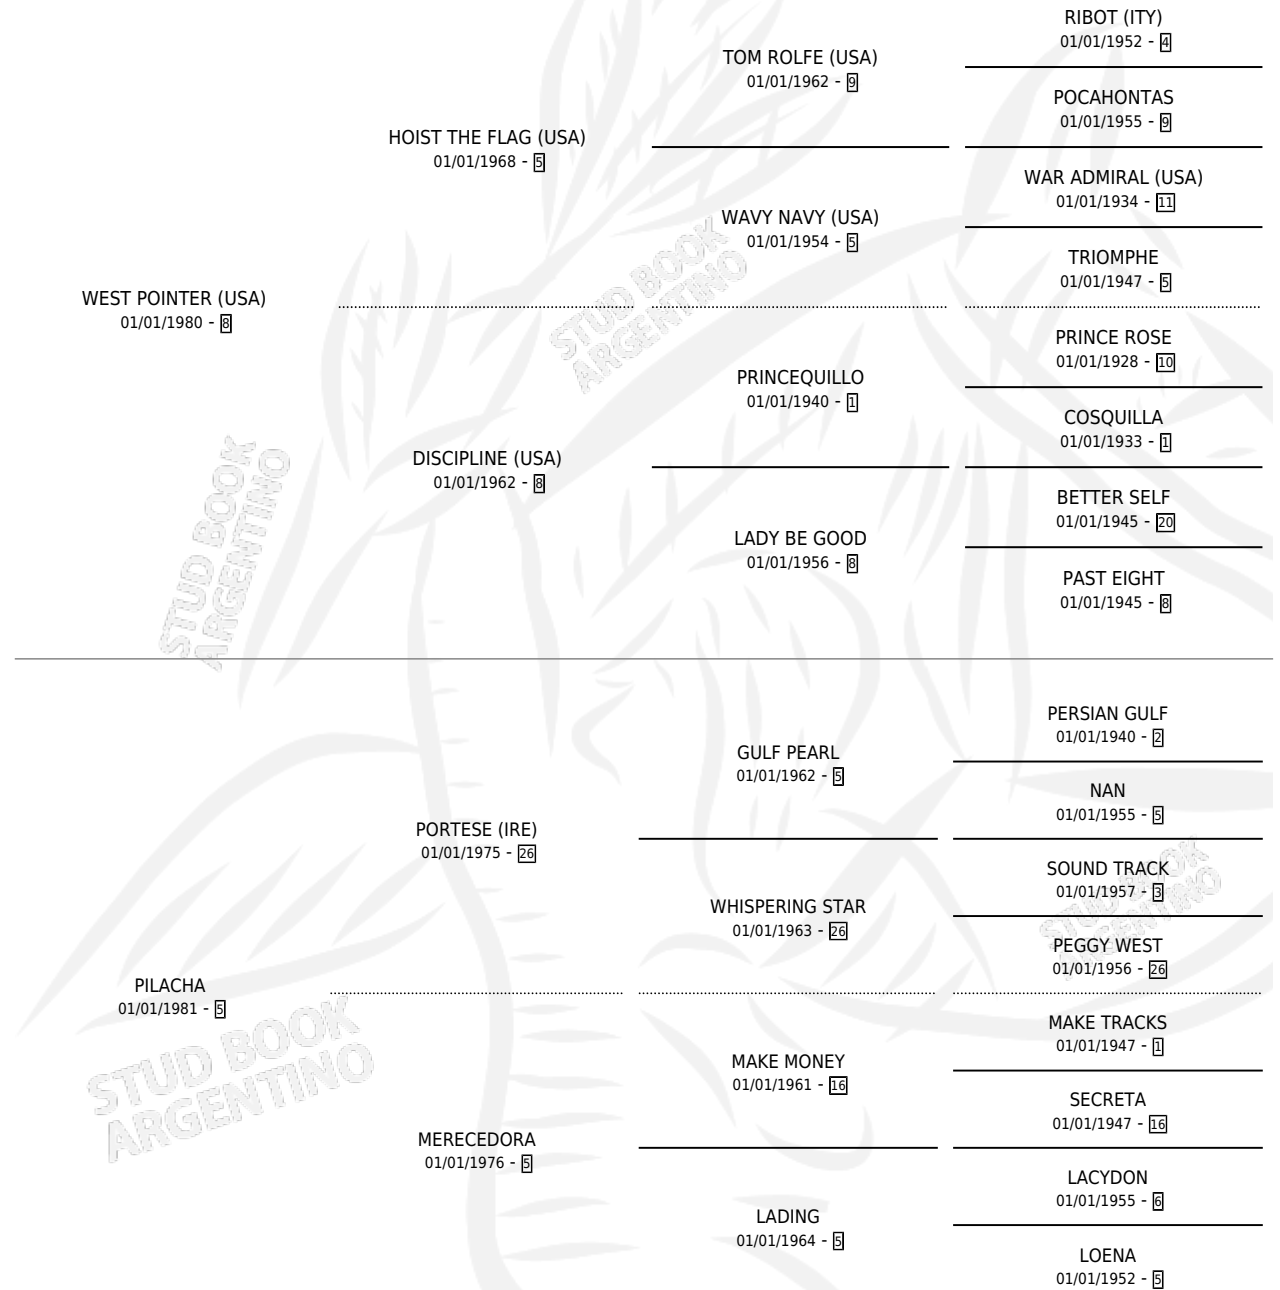 RIBOT (ITY)
01/01/1952 - 4
TOM ROLFE (USA)
01/01/1962 - 9
POCAHONTAS
01/01/1955 - 9
HOIST THE FLAG (USA)
01/01/1968 - 5
WAR ADMIRAL (USA)
01/01/1934 - 11
WAVY NAVY (USA)
01/01/1954 - 5
TRIOMPHE
01/01/1947 - 5
WEST POINTER (USA)
01/01/1980 - 8
PRINCE ROSE
01/01/1928 - 10
PRINCEQUILLO
01/01/1940 - 1
COSQUILLA
01/01/1933 - 1
DISCIPLINE (USA)
01/01/1962 - 8
BETTER SELF
01/01/1945 - 20
LADY BE GOOD
01/01/1956 - 8
PAST EIGHT
01/01/1945 - 8
STUD BOOK
ARGENTINO
STUD BOOK
ARGENTINO
PERSIAN GULF
01/01/1940 - 2
GULF PEARL
01/01/1962 - 5
NAN
01/01/1955 - 5
PORTESE (IRE)
01/01/1975 - 26
SOUND TRACK
01/01/1957 - 3
WHISPERING STAR
01/01/1963 - 26
PEGGY WEST
01/01/1956 - 26
PILACHA
01/01/1981 - 5
MAKE TRACKS
01/01/1947 - 1
MAKE MONEY
01/01/1961 - 16
SECRETA
01/01/1947 - 16
MERECEDORA
01/01/1976 - 5
LACYDON
01/01/1955 - 6
LADING
01/01/1964 - 5
LOENA
01/01/1952 - 5
STUD BOOK
ARGENTINO
STUD BOOK
ARGENTINO